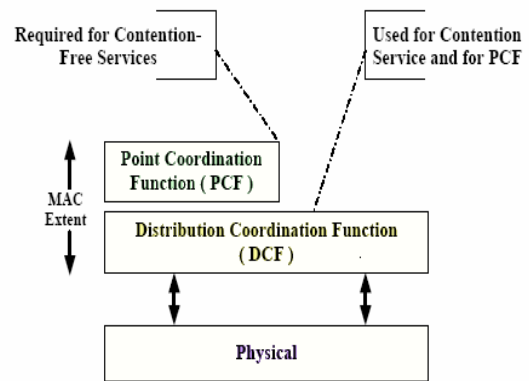 Required for Contention-
Free Services
Used for Contention
Service and for PCF
Point Coordination
Function ( PCF )
MAC
Extent
Distribution Coordination Function
( DCF )
Physical